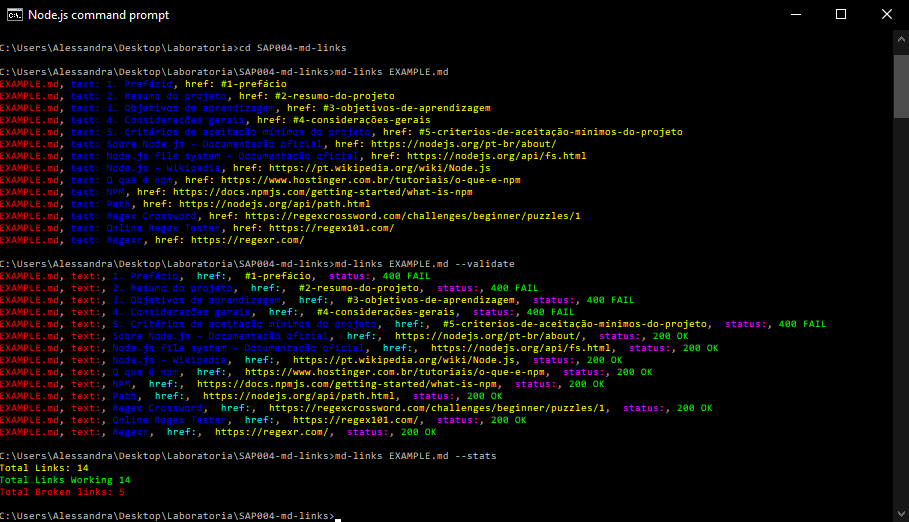 Node.js command prompt
C:\Users\Alessandra\Desktop\Laboratoria>cd SAP004-md-links
C:\Users\Alessandra\Desktop\Laboratoria\SAP004-md-links>md-links EXAMPLE.md
EXAMPLE.md, text: 1. Prefácio, href: #1-prefácio
EXAMPLE.md, text: 2. Resumo do projeto, href: #2-resumo-do-projeto
EXAMPLE.md, text: 3. Objetivos de aprendizagem, href: #3-objetivos-de-aprendizagem
EXAMPLE.md, text: 4. Considerações gerais, href: #4-considerações-gerais
EXAMPLE.md, text: 5. Critérios de aceitação mínimos do projeto, href: #5-criterios-de-aceitação-mínimos-do-projeto
EXAMPLE.md, text: Sobre Node.js - Documentação oficial, href: https://nodejs.org/pt-br/about/
EXAMPLE.md, text: Node.js file system - Documentação oficial, href: https://nodejs.org/api/fs.html
EXAMPLE.md, text: Node.js - Wikipedia, href: https://pt.wikipedia.org/wiki/Node.js
EXAMPLE.md, text: O que é npm, href: https://www.hostinger.com.br/tutoriais/o-que-e-npm
EXAMPLE.md, text: NPM, href: https://docs.npmjs.com/getting-started/what-is-npm
EXAMPLE.md, text: Path, href: https://nodejs.org/api/path.html
EXAMPLE.md, text: Regex Crossword, href: https://regexcrossword.com/challenges/beginner/puzzles/1
EXAMPLE.md, text: Online Regex Tester, href: https://regex101.com/
EXAMPLE.md, text: Regexr, href: https://regexr.com/
C:\Users\Alessandra\Desktop\Laboratoria\SAP004-md-links>md-links EXAMPLE.md --validate
EXAMPLE.md, text:, 1. Prefácio,  href:,  #1-prefácio,  status:, 400 FAIL
EXAMPLE.md, text:, 2. Resumo do projeto,  href:,  #2-resumo-do-projeto,  status:, 400 FAIL
EXAMPLE.md, text:, 3. Objetivos de aprendizagem,  href:,  #3-objetivos-de-aprendizagem,  status:, 400 FAIL
EXAMPLE.md, text:, 4. Considerações gerais,  href:,  #4-considerações-gerais,  status:, 400 FAIL
EXAMPLE.md, text:, 5. Critérios de aceitação mínimos do projeto,  href:,  #5-criterios-de-aceitação-mínimos-do-projeto,  status:, 400 FAIL
EXAMPLE.md, text:, Sobre Node.js - Documentação oficial,  href:,  https://nodejs.org/pt-br/about/,  status:, 200 OK
EXAMPLE.md, text:, Node.js file system - Documentação oficial,  href:,  https://nodejs.org/api/fs.html,  status:, 200 OK
EXAMPLE.md, text:, Node.js - Wikipedia,  href:,  https://pt.wikipedia.org/wiki/Node.js,  status:, 200 OK
EXAMPLE.md, text:, O que é npm,  href:,  https://www.hostinger.com.br/tutoriais/o-que-e-npm,  status:, 200 OK
EXAMPLE.md, text:, NPM,  href:,  https://docs.npmjs.com/getting-started/what-is-npm,  status:, 200 OK
EXAMPLE.md, text:, Path,  href:,  https://nodejs.org/api/path.html,  status:, 200 OK
EXAMPLE.md, text:, Regex Crossword,  href:,  https://regexcrossword.com/challenges/beginner/puzzles/1,  status:, 200 OK
EXAMPLE.md, text:, Online Regex Tester,  href:,  https://regex101.com/,  status:, 200 OK
EXAMPLE.md, text:, Regexr,  href:,  https://regexr.com/,  status:, 200 OK
C:\Users\Alessandra\Desktop\Laboratoria\SAP004-md-links>md-links EXAMPLE.md --stats
Total Links: 14
Total Links Working 14
Total Broken links: 5
C:\Users\Alessandra\Desktop\Laboratoria\SAP004-md-links>